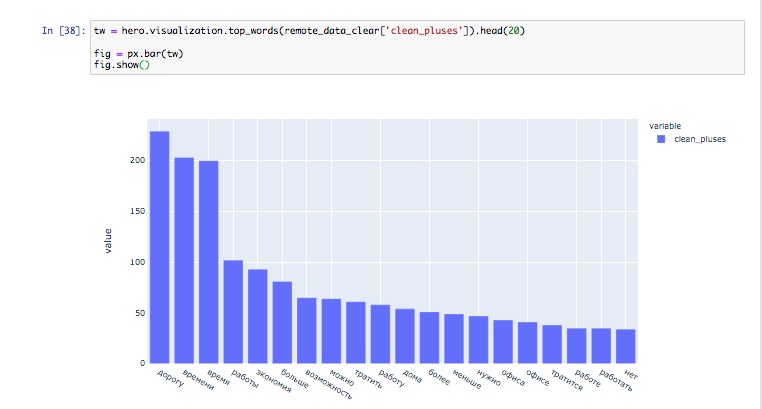 In [38]: tw = hero.visualization.top_words(remote_data_clear['clean_pluses']).head(20)
fig = px.bar(tw)
fig.show()
variable
clean_pluses
value
200
150
100
50
0
дорогу
времени
время
работы
экономия
больше
возможность
можно
тратить
работу
дома
более
меньше
нужно
офиса
офисе
тратится
работе
работать
нет